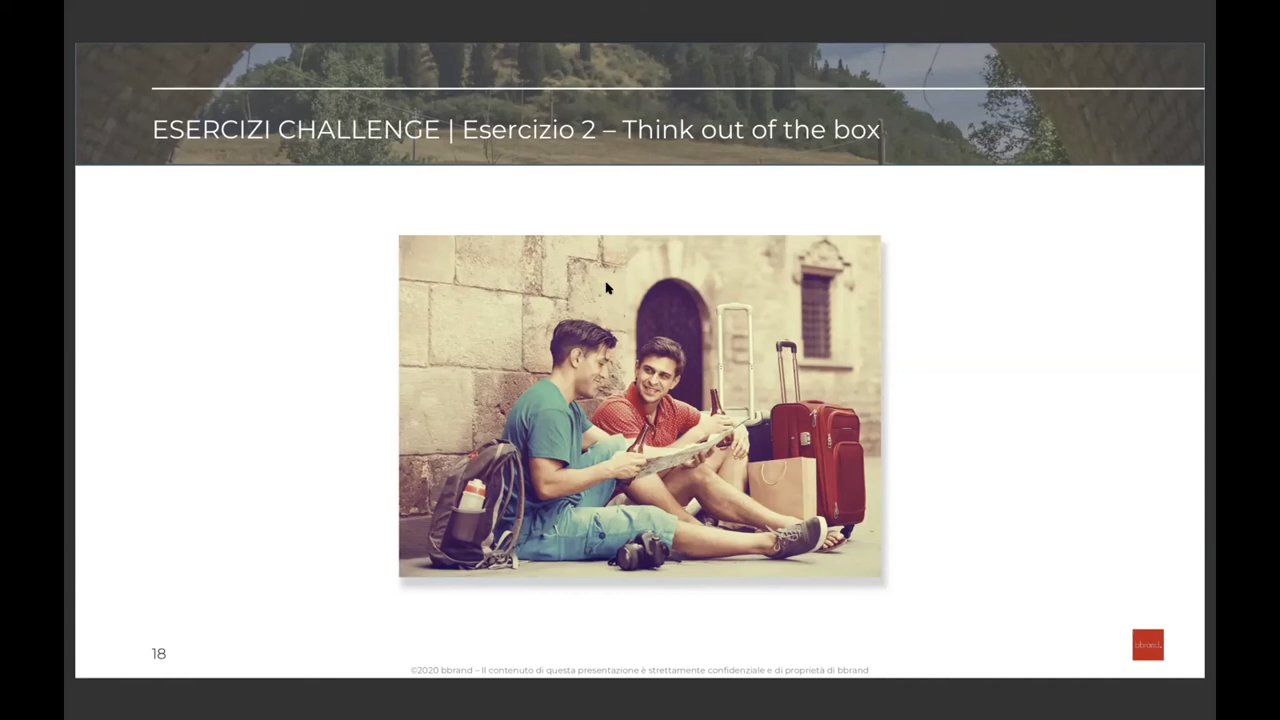 ESERCIZI CHALLENGE | Esercizio 2 – Think out of the box
18
bbrand.
©2020 bbrand – Il contenuto di questa presentazione è strettamente confidenziale e di proprietà di bbrand